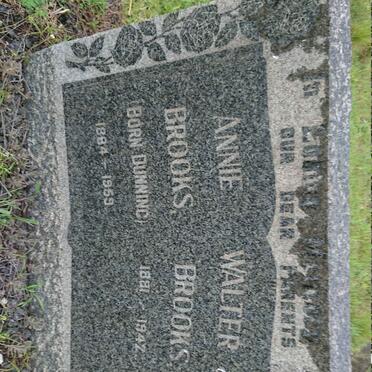 OUR DEAR PARENTS
WALTER
BROOKS,
1881 - 1942.
ANNIE
BROOKS,
(BORN DUNNING)
1884 - 1969